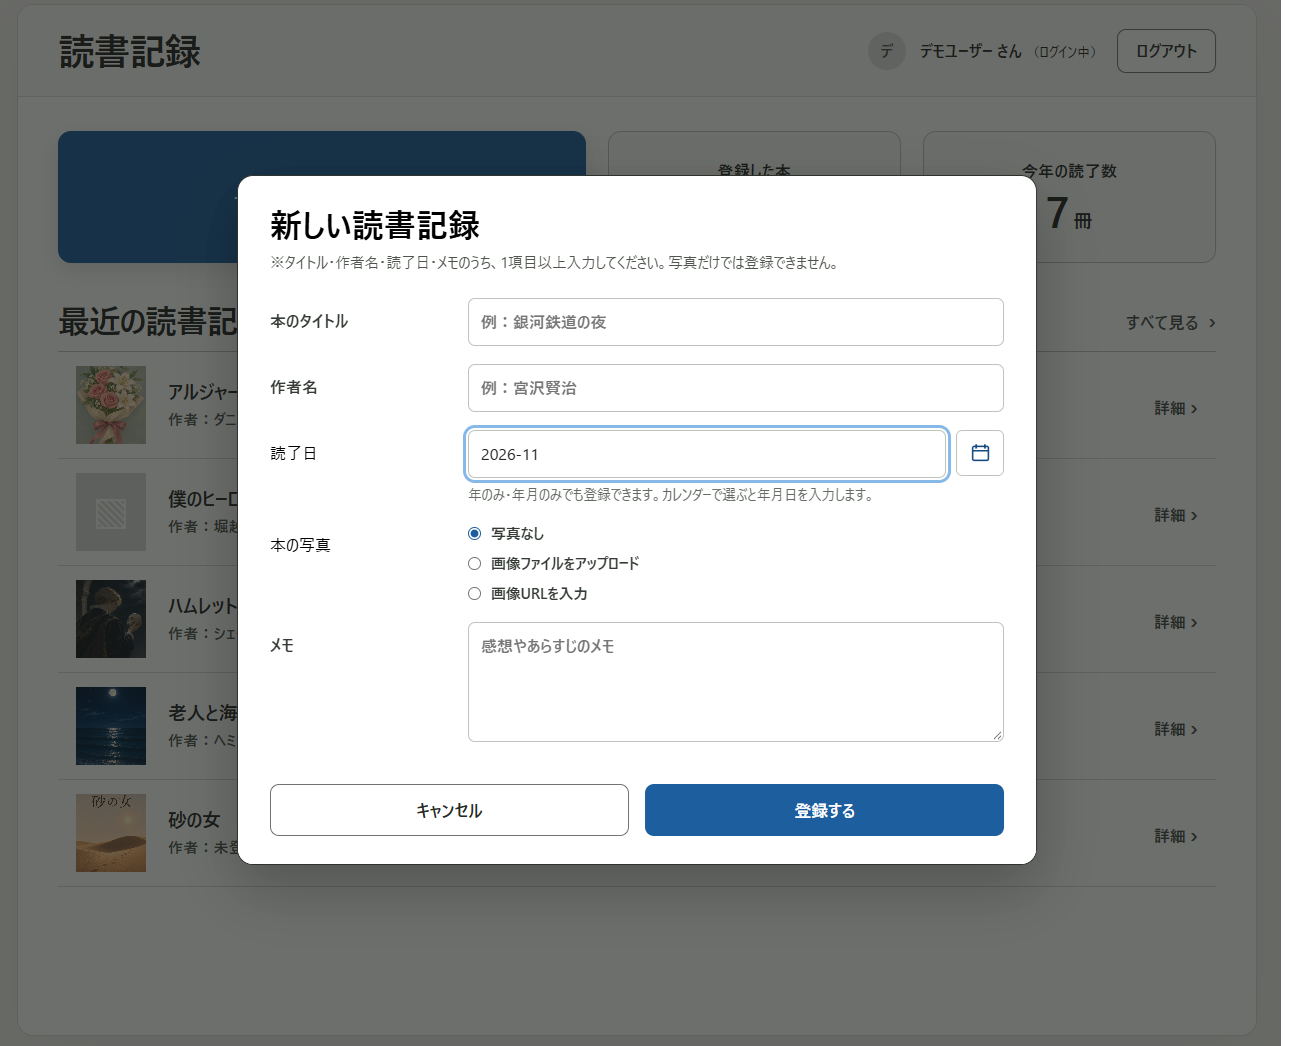 読書記録
デ デモユーザー さん （ログイン中） ログアウト
登録した本
今年の読了数
7 冊
新しい読書記録
※タイトル・作者名・読了日・メモのうち、1項目以上入力してください。写真だけでは登録できません。
本のタイトル 例：銀河鉄道の夜
作者名 例：宮沢賢治
読了日 2026-11
年のみ・年月のみでも登録できます。カレンダーで選ぶと年月日を入力します。
本の写真
写真なし
画像ファイルをアップロード
画像URLを入力
メモ 感想やあらすじのメモ
キャンセル 登録する
最近の読書記
すべて見る ›
アルジャー
作者：ダニ
詳細 ›
僕のヒーロ
作者：堀越
詳細 ›
ハムレット
作者：シェ
詳細 ›
老人と海
作者：ヘミ
詳細 ›
砂の女
砂の女
作者：未登
詳細 ›